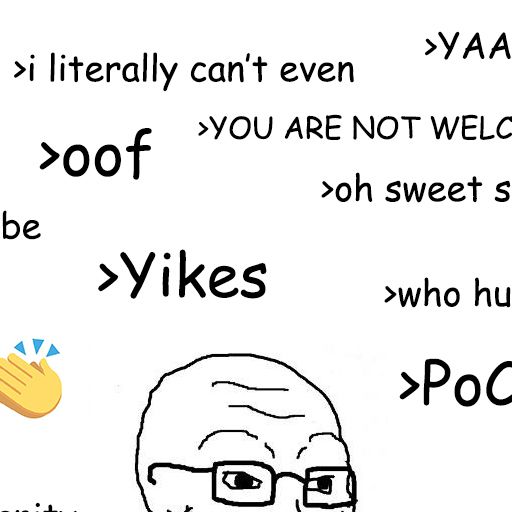 >YAA
>i literally can't even
>YOU ARE NOT WELC
>oof
>oh sweet s
be
>Yikes
>who hu
>PoC